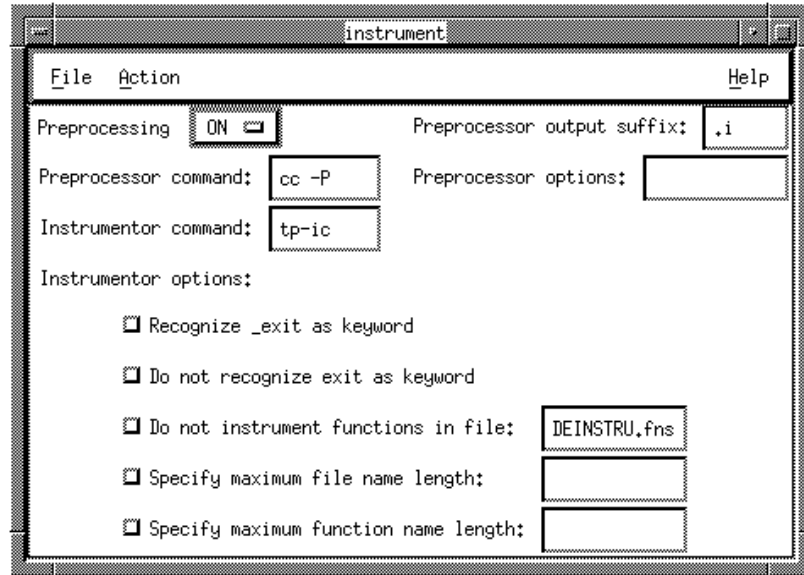 instrument
File Action Help
Preprocessing ON Preprocessor output suffix: .i
Preprocessor command: cc -P Preprocessor options:
Instrumentor command: tp-ic
Instrumentor options:
Recognize _exit as keyword
Do not recognize exit as keyword
Do not instrument functions in file: DEINSTRU.fns
Specify maximum file name length:
Specify maximum function name length: